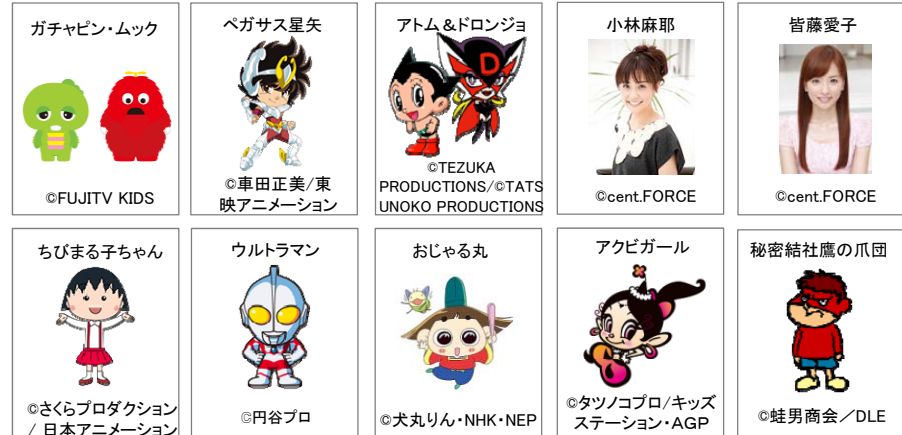 ガチャピン・ムック
ペガサス星矢
アトム&ドロンジョ
小林麻耶
皆藤愛子
D
©FUJITV KIDS
©車田正美/東
映アニメーション
©TEZUKA
PRODUCTIONS/©TATS
UNOKO PRODUCTIONS
©cent.FORCE
©cent.FORCE
ちびまる子ちゃん
ウルトラマン
おじゃる丸
アクビガール
秘密結社鷹の爪団
©さくらプロダクション
/ 日本アニメーション
©円谷プロ
©犬丸りん・NHK・NEP
©タツノコプロ/キッズ
ステーション・AGP
©蛙男商会/DLE